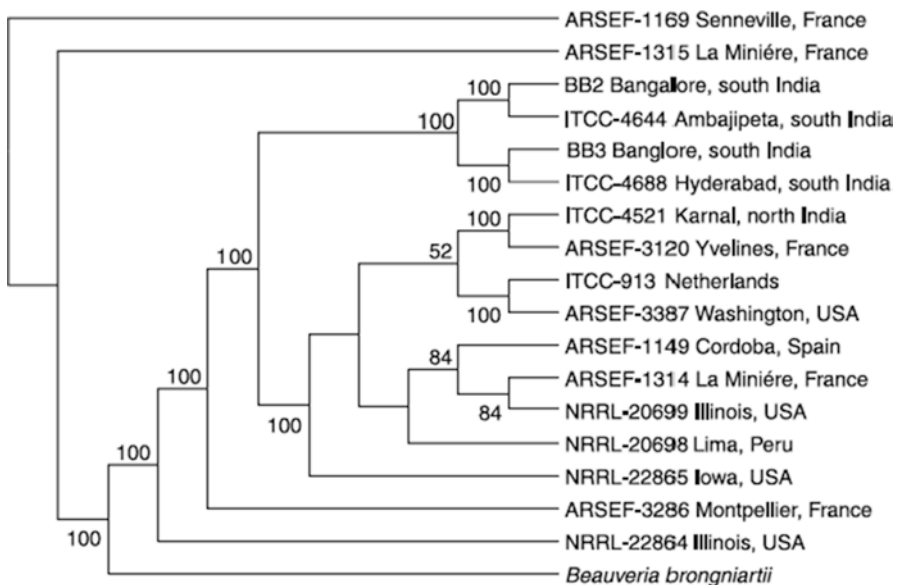 ARSEF-1169 Senneville, France
ARSEF-1315 La Miniére, France
100 BB2 Bangalore, south India
100 ITCC-4644 Ambajipeta, south India
BB3 Banglore, south India
100 ITCC-4688 Hyderabad, south India
100 ITCC-4521 Karnal, north India
100 52 ARSEF-3120 Yvelines, France
ITCC-913 Netherlands
100 ARSEF-3387 Washington, USA
84 ARSEF-1149 Cordoba, Spain
100 ARSEF-1314 La Miniére, France
100 84 NRRL-20699 Illinois, USA
100 NRRL-20698 Lima, Peru
NRRL-22865 Iowa, USA
ARSEF-3286 Montpellier, France
100 NRRL-22864 Illinois, USA
Beauveria brongniartii